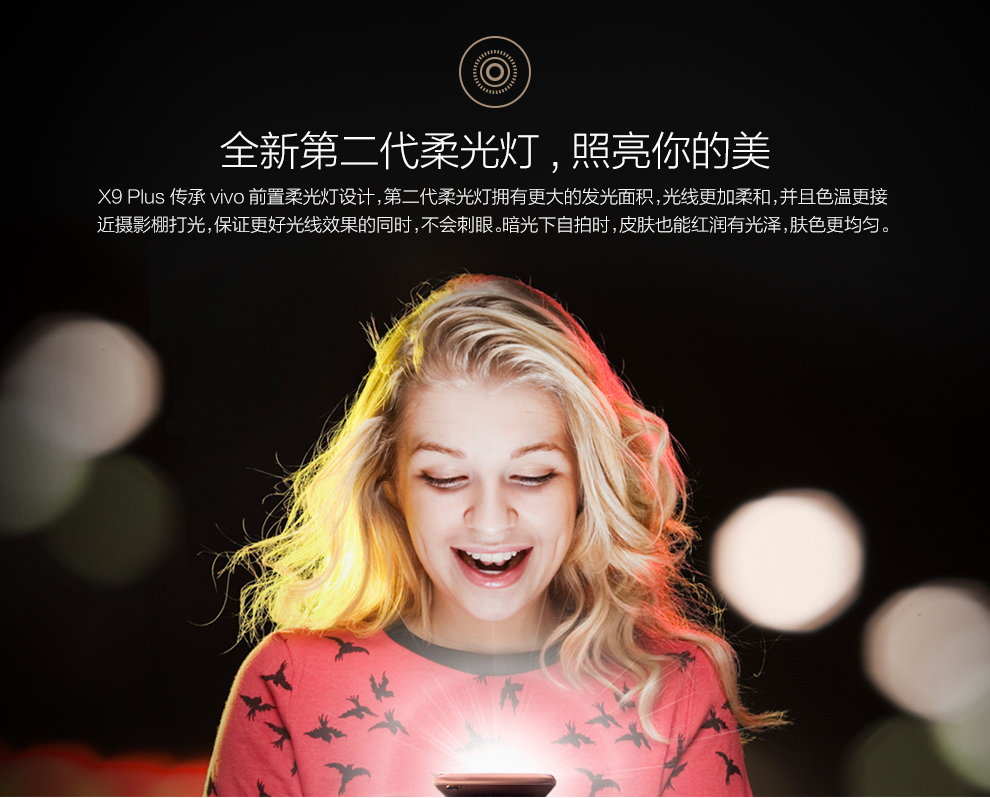 全新第二代柔光灯，照亮你的美
X9 Plus 传承 vivo 前置柔光灯设计，第二代柔光灯拥有更大的发光面积，光线更加柔和，并且色温更接
近摄影棚打光，保证更好光线效果的同时，不会刺眼。暗光下自拍时，皮肤也能红润有光泽，肤色更均匀。